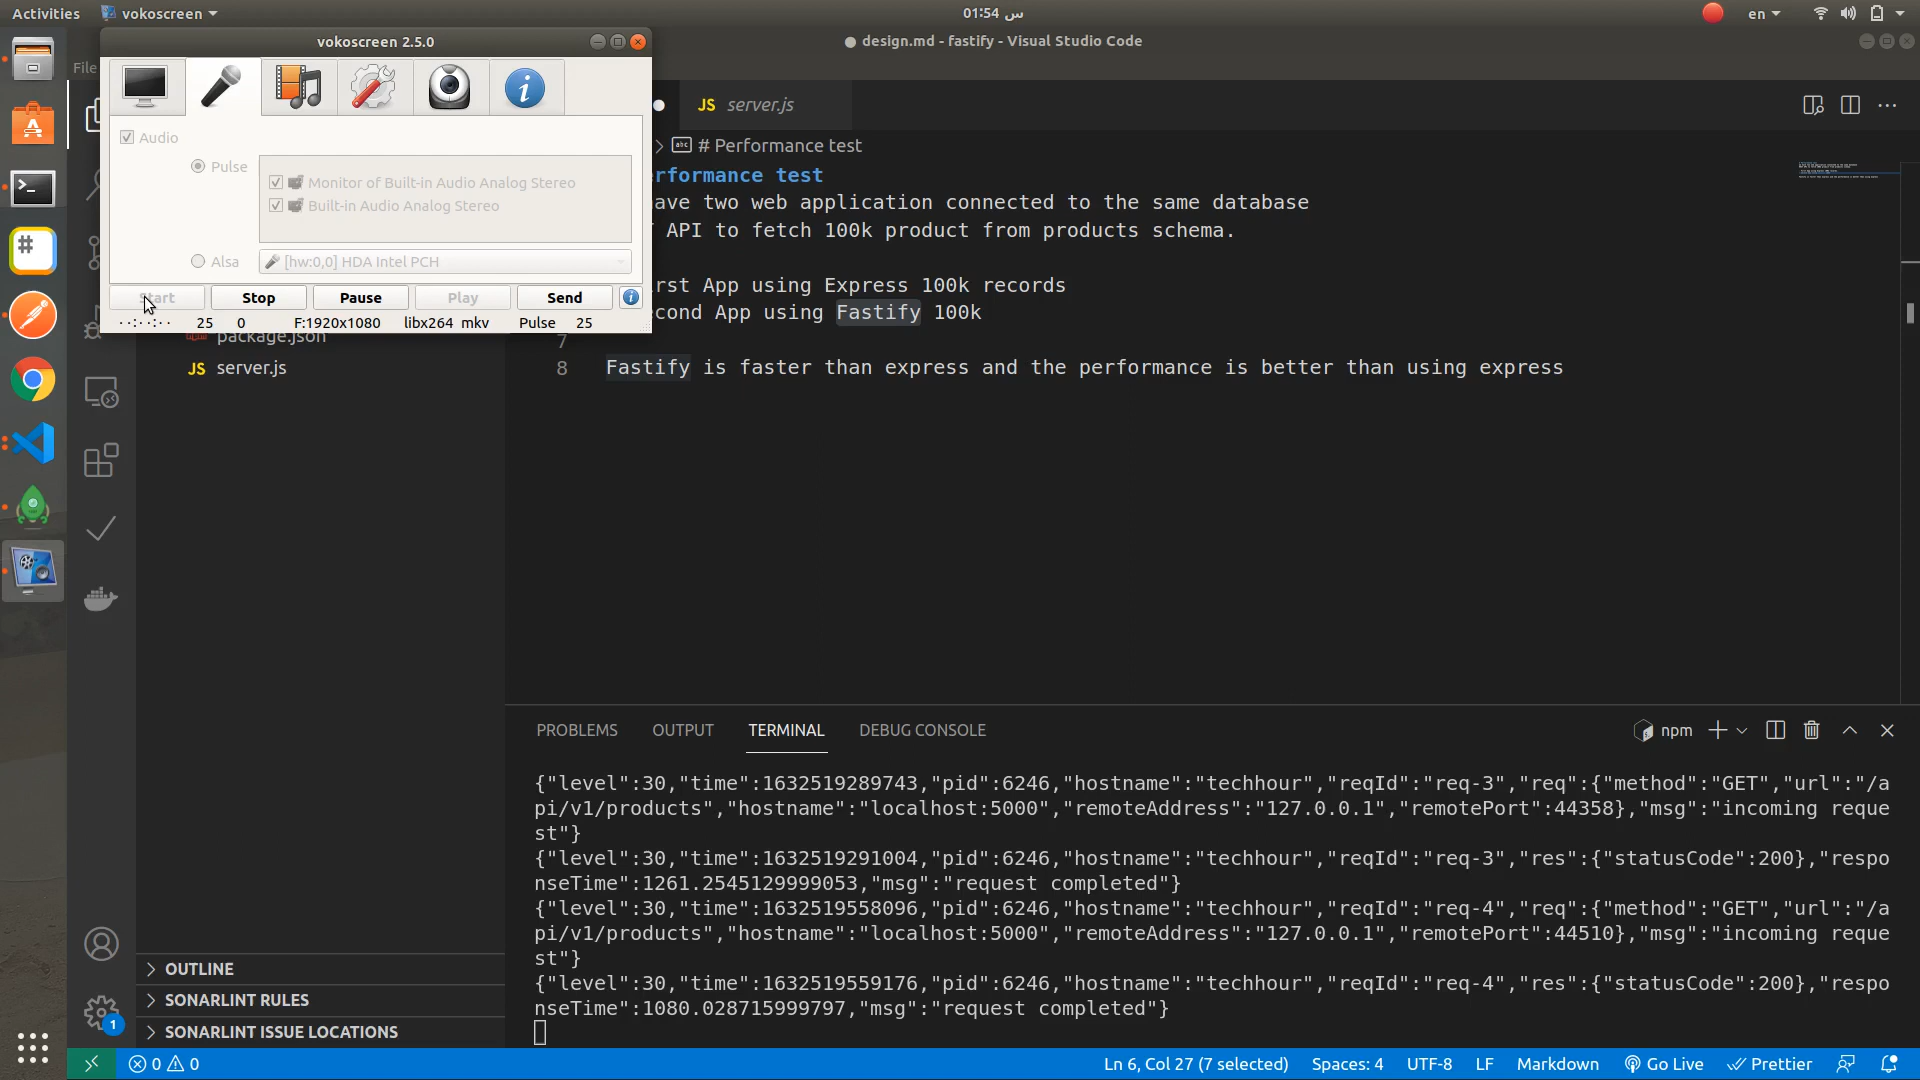 Activities
vokoscreen
01:54 س
en
vokoscreen 2.5.0
design.md - fastify - Visual Studio Code
File
JS server.js
Audio
Pulse
Monitor of Built-in Audio Analog Stereo
Built-in Audio Analog Stereo
Alsa
[hw:0,0] HDA Intel PCH
Start
Stop
Pause
Play
Send
25
0
F:1920x1080
libx264 mkv
Pulse
25
package.json
JS server.js
# Performance test
rformance test
ave two web application connected to the same database
API to fetch 100k product from products schema.
rst App using Express 100k records
cond App using Fastify 100k
7
8 Fastify is faster than express and the performance is better than using express
PROBLEMS
OUTPUT
TERMINAL
DEBUG CONSOLE
npm
{"level":30,"time":1632519289743,"pid":6246,"hostname":"techhour","reqId":"req-3","req":{"method":"GET","url":"/a
pi/v1/products","hostname":"localhost:5000","remoteAddress":"127.0.0.1","remotePort":44358},"msg":"incoming reque
st"}
{"level":30,"time":1632519291004,"pid":6246,"hostname":"techhour","reqId":"req-3","res":{"statusCode":200},"respo
nseTime":1261.2545129999053,"msg":"request completed"}
{"level":30,"time":1632519558096,"pid":6246,"hostname":"techhour","reqId":"req-4","req":{"method":"GET","url":"/a
pi/v1/products","hostname":"localhost:5000","remoteAddress":"127.0.0.1","remotePort":44510},"msg":"incoming reque
st"}
{"level":30,"time":1632519559176,"pid":6246,"hostname":"techhour","reqId":"req-4","res":{"statusCode":200},"respo
nseTime":1080.028715999797,"msg":"request completed"}
OUTLINE
SONARLINT RULES
SONARLINT ISSUE LOCATIONS
1
0
0
Ln 6, Col 27 (7 selected)
Spaces: 4
UTF-8
LF
Markdown
Go Live
Prettier